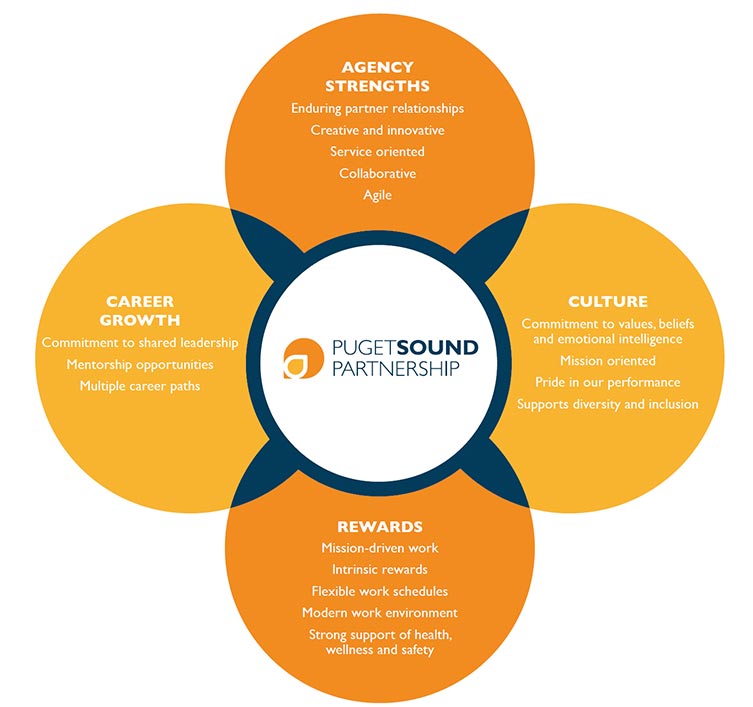 AGENCY
STRENGTHS
Enduring partner relationships
Creative and innovative
Service oriented
Collaborative
Agile
CAREER
GROWTH
Commitment to shared leadership
Mentorship opportunities
Multiple career paths
PUGETSOUND
PARTNERSHIP
CULTURE
Commitment to values, beliefs
and emotional intelligence
Mission oriented
Pride in our performance
Supports diversity and inclusion
REWARDS
Mission-driven work
Intrinsic rewards
Flexible work schedules
Modern work environment
Strong support of health,
wellness and safety